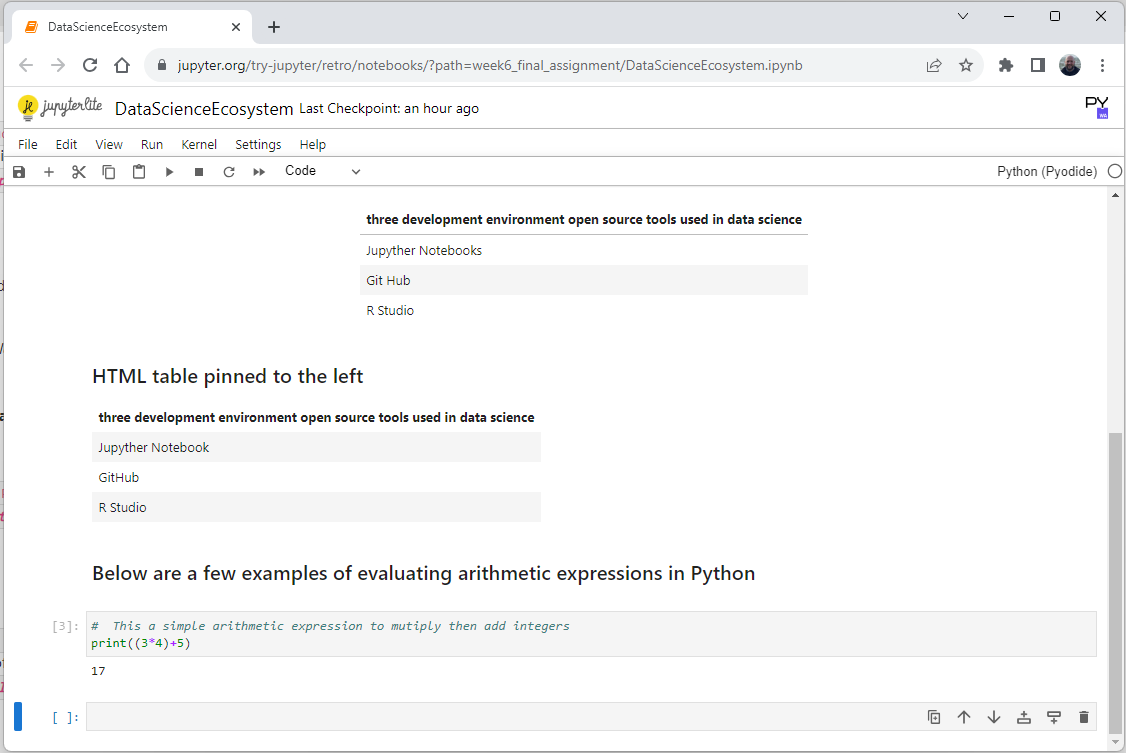 DataScienceEcosystem
jupyter.org/try-jupyter/retro/notebooks/?path=week6_final_assignment/DataScienceEcosystem.ipynb
jupyterlite DataScienceEcosystem Last Checkpoint: an hour ago PY WA
File Edit View Run Kernel Settings Help
Code Python (Pyodide)
three development environment open source tools used in data science
Jupyther Notebooks
Git Hub
R Studio
HTML table pinned to the left
three development environment open source tools used in data science
Jupyther Notebook
GitHub
R Studio
Below are a few examples of evaluating arithmetic expressions in Python
[3]: #  This a simple arithmetic expression to mutiply then add integers
print((3*4)+5)
17
[ ]: